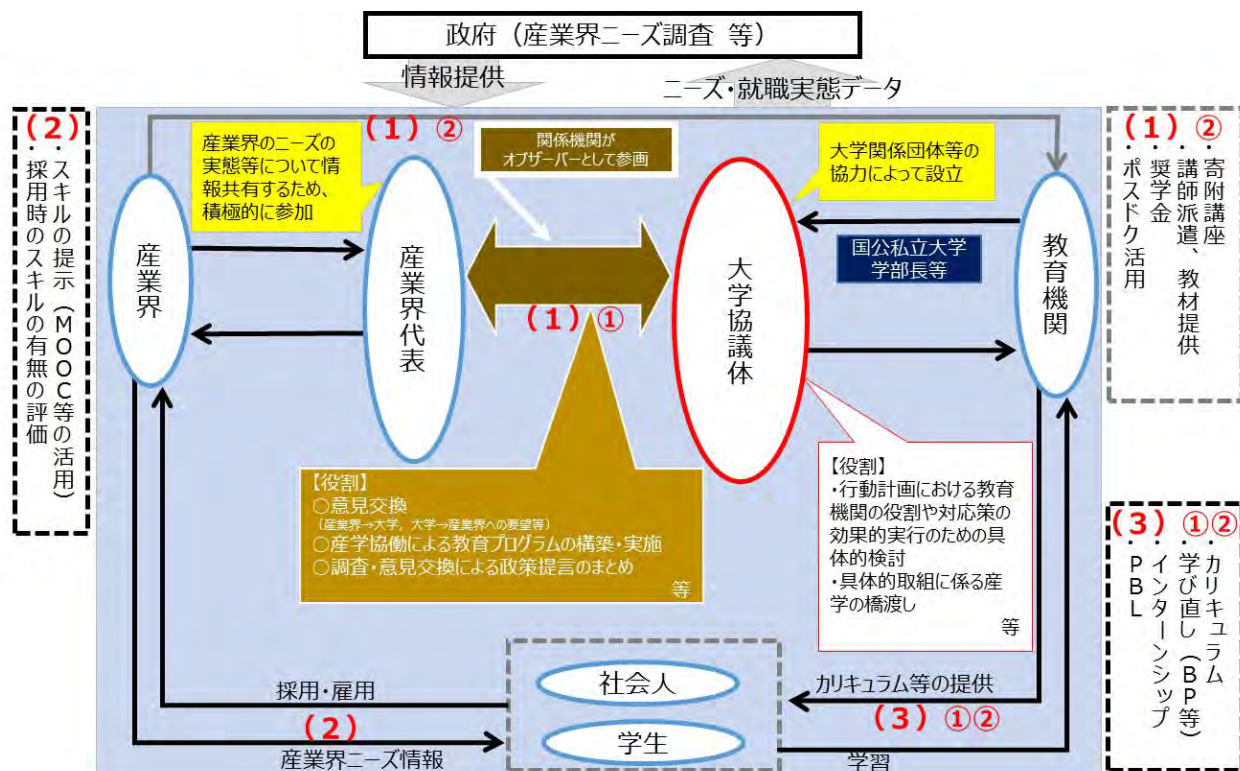 政府（産業界ニーズ調査 等）
情報提供
ニーズ・就職実態データ
（２）
・スキルの提示（ＭＯＯＣ等の活用）
・採用時のスキルの有無の評価
産業界のニーズの
実態等について情
報共有するため、
積極的に参加
（１）②
関係機関が
オブザーバーとして参画
大学関係団体等の
協力によって設立
（１）②
・寄附講座
・講師派遣、教材提供
・奨学金
・ポスドク活用
産業界
産業界代表
（１）①
大学協議体
国公私立大学
学部長等
教育機関
【役割】
○意見交換
（産業界→大学，大学→産業界への要望等）
○産学協働による教育プログラムの構築・実施
○調査・意見交換による政策提言のまとめ
等
【役割】
・行動計画における教育
機関の役割や対応策の
効果的実行のための具
体的検討
・具体的取組に係る産
学の橋渡し
等
（３）①②
・カリキュラム
・学び直し（ＢＰ等）
・インターンシップ
・ＰＢＬ
採用・雇用
（２）
産業界ニーズ情報
社会人
学生
カリキュラム等の提供
（３）①②
学習